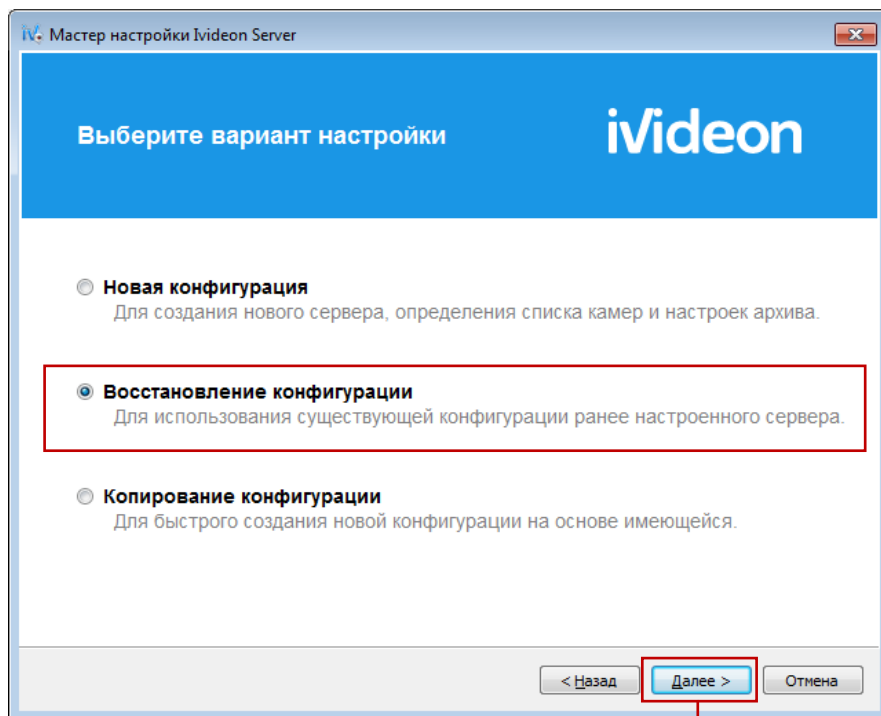 Мастер настройки Ivideon Server
Выберите вариант настройки
iVideon
Новая конфигурация
Для создания нового сервера, определения списка камер и настроек архива.
Восстановление конфигурации
Для использования существующей конфигурации ранее настроенного сервера.
Копирование конфигурации
Для быстрого создания новой конфигурации на основе имеющейся.
< Назад
Далее >
Отмена